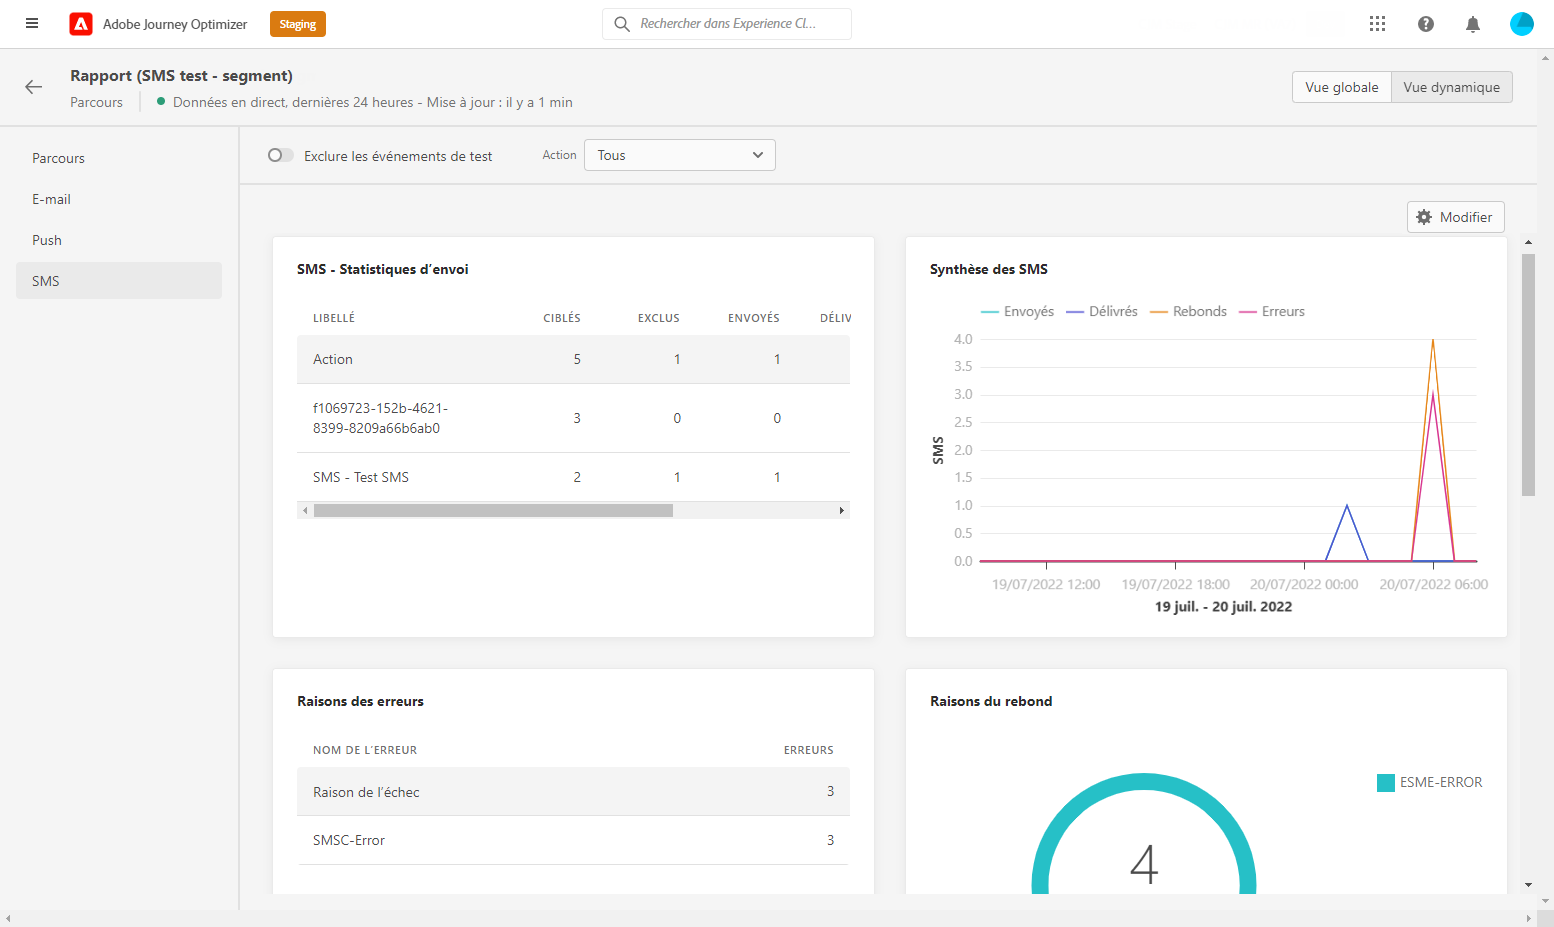 Adobe Journey Optimizer
Staging
Rechercher dans Experience Cl...
Rapport (SMS test - segment)
Parcours
Données en direct, dernières 24 heures - Mise à jour : il y a 1 min
Vue globale
Vue dynamique
Parcours
E-mail
Push
SMS
Exclure les événements de test
Action
Tous
Modifier
SMS - Statistiques d’envoi
LIBELLÉ CIBLÉS EXCLUS ENVOYÉS DÉLIV
Action 5 1 1
f1069723-152b-4621-
8399-8209a66b6ab0 3 0 0
SMS - Test SMS 2 1 1
Synthèse des SMS
Envoyés Délivrés Rebonds Erreurs
4.0
3.5
3.0
2.5
2.0
1.5
1.0
0.5
0.0
SMS
19/07/2022 12:00 19/07/2022 18:00 20/07/2022 00:00 20/07/2022 06:00
19 juil. - 20 juil. 2022
Raisons des erreurs
NOM DE L’ERREUR ERREURS
Raison de l’échec 3
SMSC-Error 3
Raisons du rebond
ESME-ERROR
4